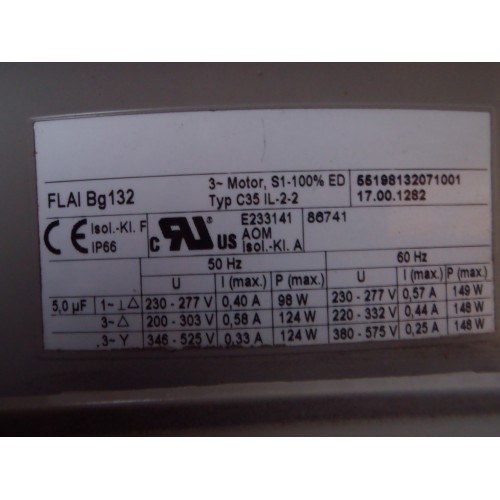 FLAI Bg132 3~ Motor, S1-100% ED 55198132071001
Typ C35 IL-2-2 17.00.1282
CE Isol.-Kl. F IP66 c RU US E233141 AOM Isol.-Kl. A 86741
50 Hz 60 Hz
U I (max.) P (max.) U I (max.) P (max.)
5,0 µF 1~ ⊥ △ 230 - 277 V 0,40 A 98 W 230 - 277 V 0,57 A 149 W
3~ △ 200 - 303 V 0,58 A 124 W 220 - 332 V 0,44 A 148 W
3~ Y 346 - 525 V 0,33 A 124 W 380 - 575 V 0,25 A 148 W